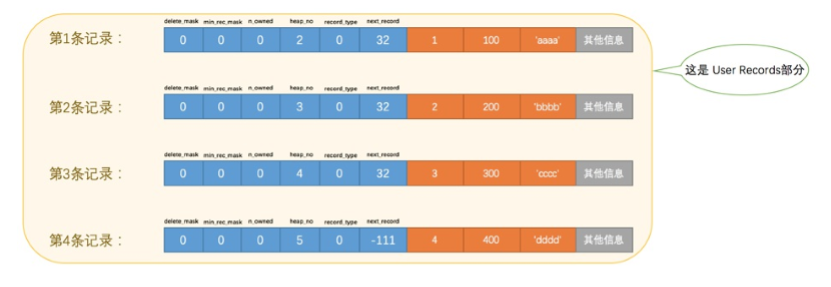 delete_mask min_rec_mask n_owned heap_no record_type next_record
第1条记录： 0 0 0 2 0 32 1 100 'aaaa' 其他信息
这是 User Records部分
delete_mask min_rec_mask n_owned heap_no record_type next_record
第2条记录： 0 0 0 3 0 32 2 200 'bbbb' 其他信息
delete_mask min_rec_mask n_owned heap_no record_type next_record
第3条记录： 0 0 0 4 0 32 3 300 'cccc' 其他信息
delete_mask min_rec_mask n_owned heap_no record_type next_record
第4条记录： 0 0 0 5 0 -111 4 400 'dddd' 其他信息